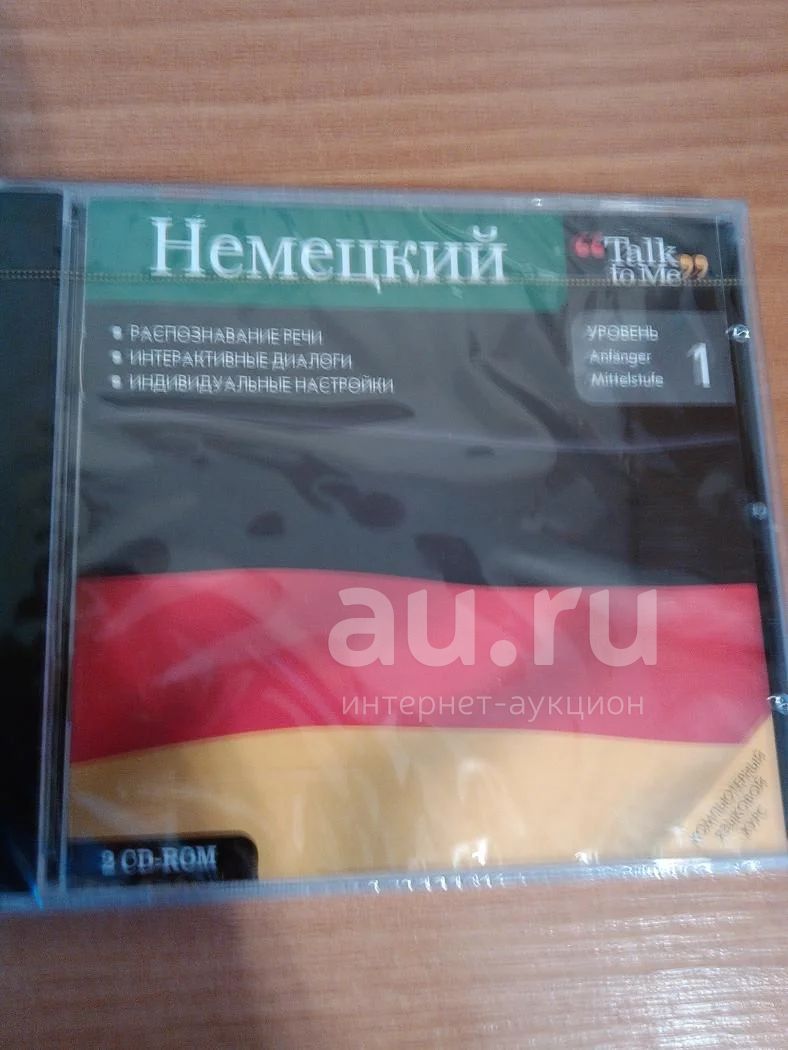 Немецкий
“Talk
to Me”
РАСПОЗНАВАНИЕ РЕЧИ
ИНТЕРАКТИВНЫЕ ДИАЛОГИ
ИНДИВИДУАЛЬНЫЕ НАСТРОЙКИ
УРОВЕНЬ
Anfänger
Mittelstufe
1
au.ru
интернет-аукцион
КОМПЬЮТЕРНЫЙ
ЯЗЫКОВОЙ
КУРС
2 CD-ROM